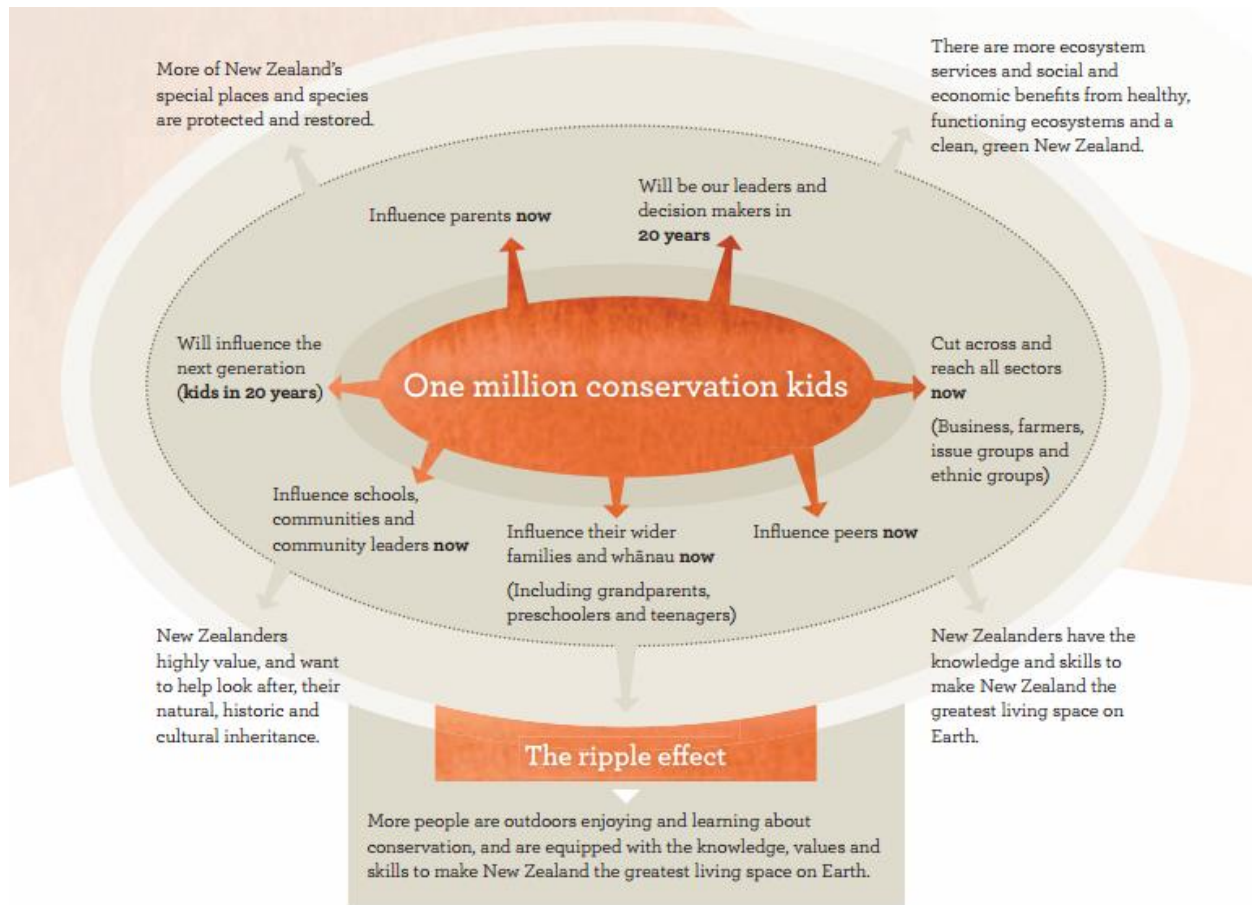 More of New Zealand's
special places and species
are protected and restored.
There are more ecosystem
services and social and
economic benefits from healthy,
functioning ecosystems and a
clean, green New Zealand.
Influence parents now
Will be our leaders and
decision makers in
20 years
Will influence the
next generation
(kids in 20 years)
One million conservation kids
Cut across and
reach all sectors
now
(Business, farmers,
issue groups and
ethnic groups)
Influence schools,
communities and
community leaders now
Influence their wider
families and whānau now
(Including grandparents,
preschoolers and teenagers)
Influence peers now
New Zealanders
highly value, and want
to help look after, their
natural, historic and
cultural inheritance.
New Zealanders have the
knowledge and skills to
make New Zealand the
greatest living space on
Earth.
The ripple effect
More people are outdoors enjoying and learning about
conservation, and are equipped with the knowledge, values and
skills to make New Zealand the greatest living space on Earth.